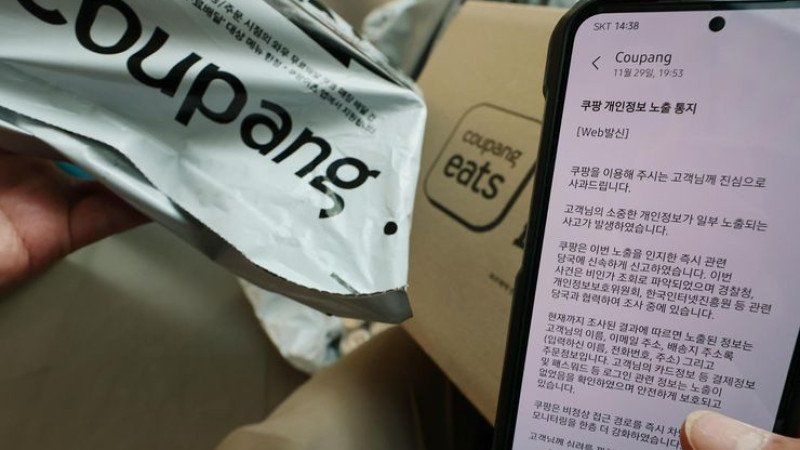 coupang
coupang
coupang
eats
SKT 14:38
Coupang
11월 29일, 19:53
쿠팡 개인정보 노출 통지
[Web발신]
쿠팡을 이용해 주시는 고객님께 진심으로
사과드립니다.
고객님의 소중한 개인정보가 일부 노출되는
사고가 발생하였습니다.
쿠팡은 이번 노출을 인지한 즉시 관련
당국에 신속하게 신고하였습니다. 이번
사건은 비인가 조회로 파악되었으며 경찰청,
개인정보보호위원회, 한국인터넷진흥원 등 관련
당국과 협력하여 조사 중에 있습니다.
현재까지 조사된 결과에 따르면 노출된 정보는
고객님의 이름, 이메일 주소, 배송지 주소록
(입력하신 이름, 전화번호, 주소) 그리고
주문정보입니다. 고객님의 카드정보 등 결제정보
및 패스워드 등 로그인 관련 정보는 노출이
없었음을 확인하였으며 안전하게 보호되고
있습니다.
쿠팡은 비정상 접근 경로를 즉시
모니터링을 한층 더 강화하였습니다